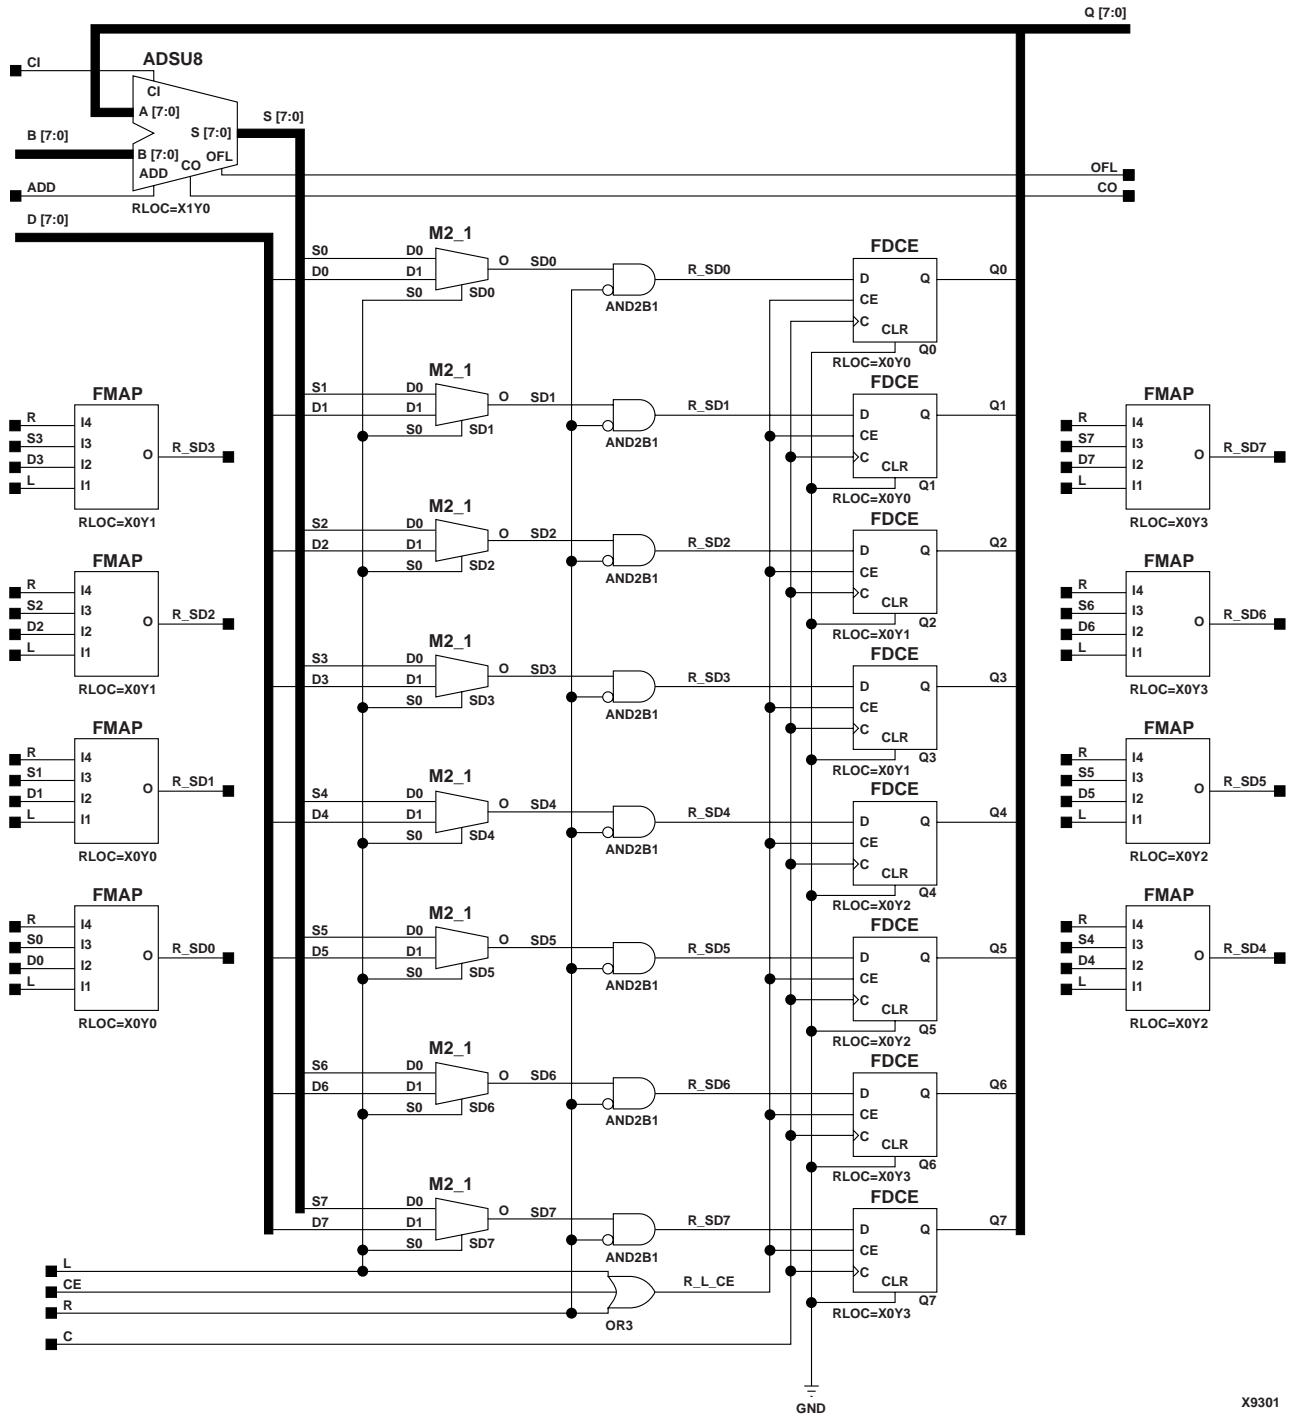 Q [7:0]
ADSU8
CI
CI
A [7:0]
S [7:0]
S [7:0]
B [7:0]
B [7:0]
OFL
CO
ADD
ADD
OFL
CO
RLOC=X1Y0
D [7:0]
M2_1
S0 D0
O SD0
D0 D1
S0 SD0
AND2B1
R_SD0
FDCE
D Q
CE
C
CLR
Q0
Q0
RLOC=X0Y0
M2_1
S1 D0
O SD1
D1 D1
S0 SD1
AND2B1
R_SD1
FDCE
D Q
CE
C
CLR
Q1
Q1
RLOC=X0Y0
M2_1
S2 D0
O SD2
D2 D1
S0 SD2
AND2B1
R_SD2
FDCE
D Q
CE
C
CLR
Q2
Q2
RLOC=X0Y1
M2_1
S3 D0
O SD3
D3 D1
S0 SD3
AND2B1
R_SD3
FDCE
D Q
CE
C
CLR
Q3
Q3
RLOC=X0Y1
M2_1
S4 D0
O SD4
D4 D1
S0 SD4
AND2B1
R_SD4
FDCE
D Q
CE
C
CLR
Q4
Q4
RLOC=X0Y2
M2_1
S5 D0
O SD5
D5 D1
S0 SD5
AND2B1
R_SD5
FDCE
D Q
CE
C
CLR
Q5
Q5
RLOC=X0Y2
M2_1
S6 D0
O SD6
D6 D1
S0 SD6
AND2B1
R_SD6
FDCE
D Q
CE
C
CLR
Q6
Q6
RLOC=X0Y3
M2_1
S7 D0
O SD7
D7 D1
S0 SD7
AND2B1
R_SD7
FDCE
D Q
CE
C
CLR
Q7
Q7
RLOC=X0Y3
FMAP
R I4
S3 I3
D3 I2
L I1
O R_SD3
RLOC=X0Y1
FMAP
R I4
S2 I3
D2 I2
L I1
O R_SD2
RLOC=X0Y1
FMAP
R I4
S1 I3
D1 I2
L I1
O R_SD1
RLOC=X0Y0
FMAP
R I4
S0 I3
D0 I2
L I1
O R_SD0
RLOC=X0Y0
FMAP
R I4
S7 I3
D7 I2
L I1
O R_SD7
RLOC=X0Y3
FMAP
R I4
S6 I3
D6 I2
L I1
O R_SD6
RLOC=X0Y3
FMAP
R I4
S5 I3
D5 I2
L I1
O R_SD5
RLOC=X0Y2
FMAP
R I4
S4 I3
D4 I2
L I1
O R_SD4
RLOC=X0Y2
L
CE
R
C
R_L_CE
OR3
GND
X9301